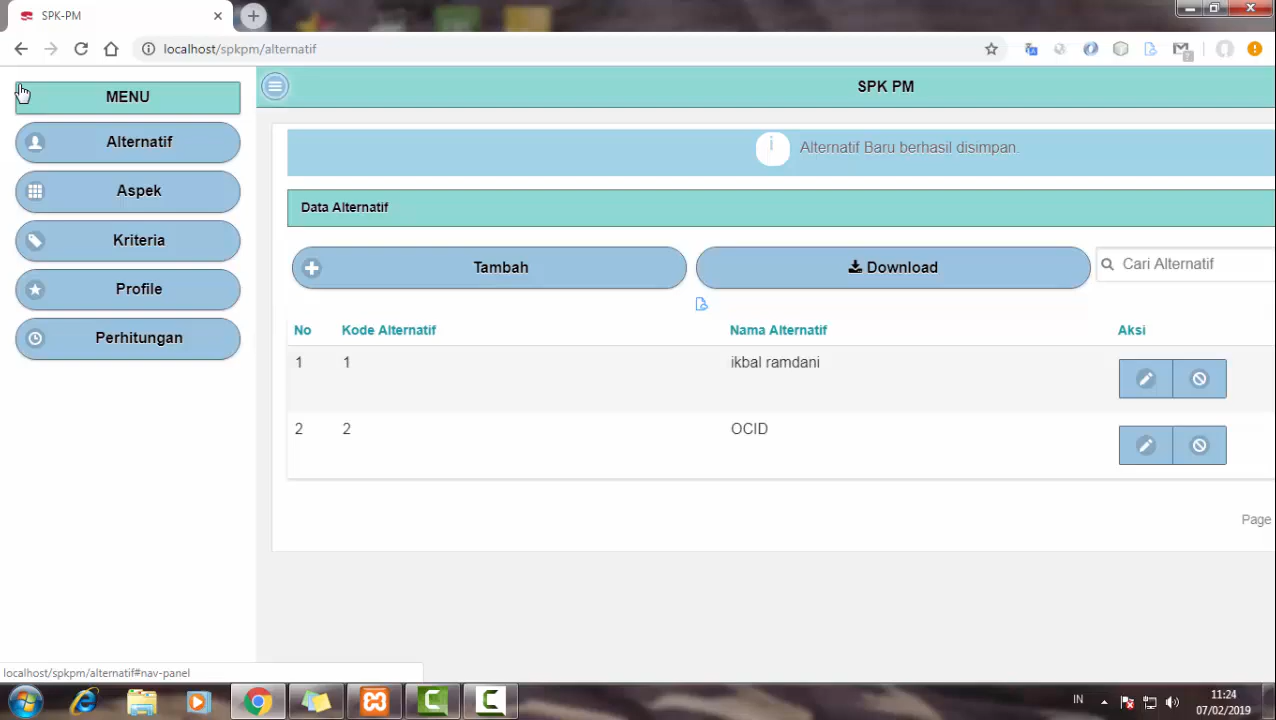 SPK-PM
localhost/spkpm/alternatif
MENU
SPK PM
Alternatif
Aspek
Kriteria
Profile
Perhitungan
Alternatif Baru berhasil disimpan.
Data Alternatif
Tambah
Download
Cari Alternatif
No Kode Alternatif Nama Alternatif Aksi
1 1 ikbal ramdani
2 2 OCID
Page
localhost/spkpm/alternatif#nav-panel
IN
11:24
07/02/2019